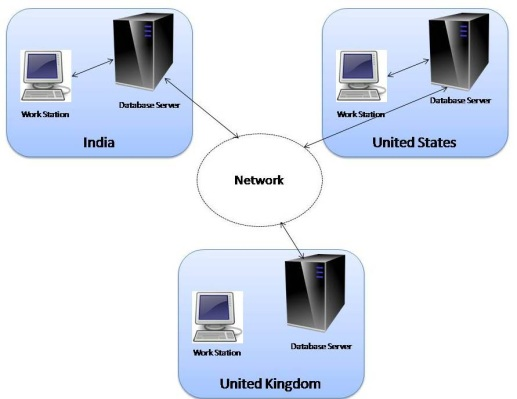 Work Station
Database Server
India
Work Station
Database Server
United States
Network
Work Station
Database Server
United Kingdom